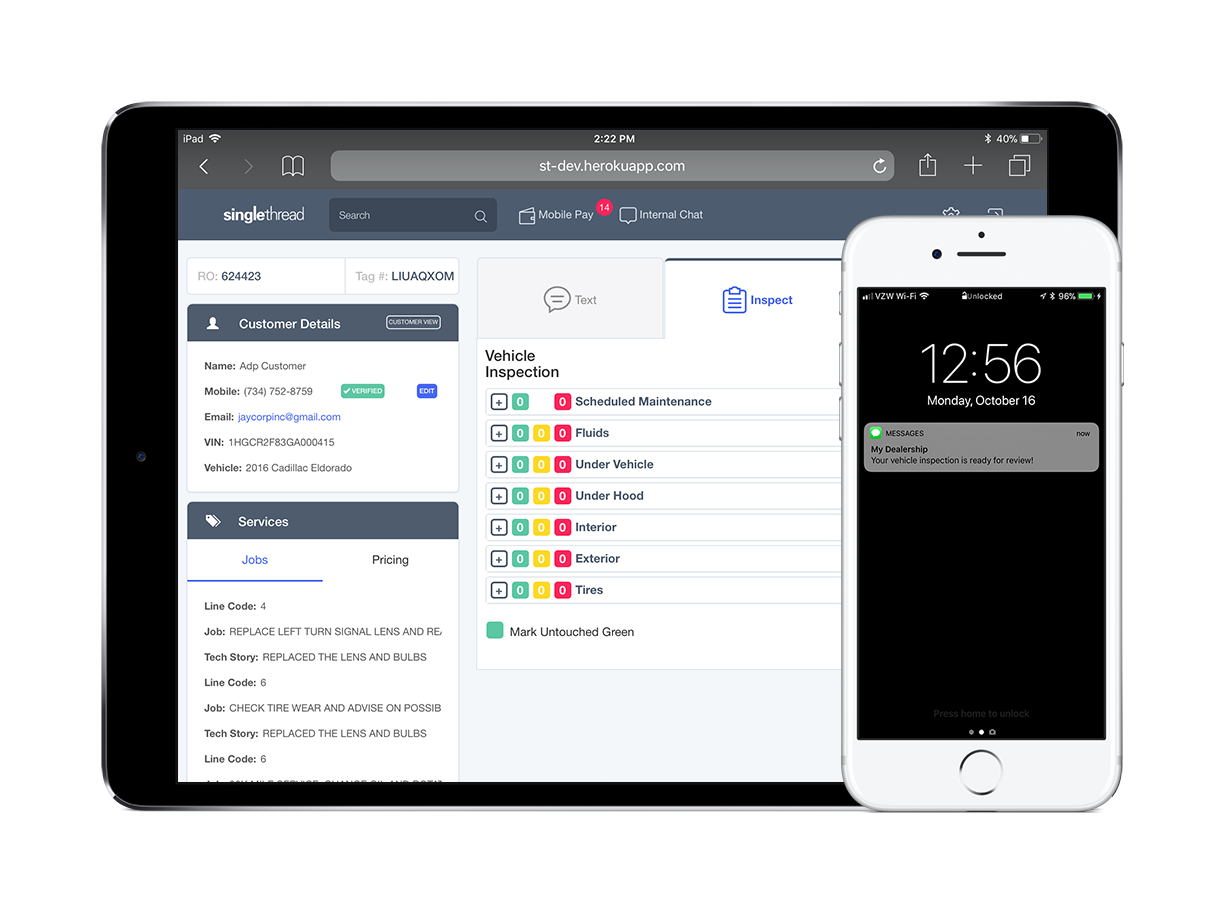 iPad
2:22 PM
40%
st-dev.herokuapp.com
singlethread
Search
Mobile Pay
14
Internal Chat
RO: 624423
Tag #: LIUAQXOM
Customer Details
CUSTOMER VIEW
Name: Adp Customer
Mobile: (734) 752-8759
VERIFIED
EDIT
Email: jaycorpinc@gmail.com
VIN: 1HGCR2F83GA000415
Vehicle: 2016 Cadillac Eldorado
Services
Jobs
Pricing
Line Code: 4
Job: REPLACE LEFT TURN SIGNAL LENS AND
Tech Story: REPLACED THE LENS AND BULBS
Line Code: 6
Job: CHECK TIRE WEAR AND ADVISE ON POSSIB
Tech Story: REPLACED THE LENS AND BULBS
Line Code: 6
Text
Inspect
Vehicle
Inspection
+ 0 0 Scheduled Maintenance
+ 0 0 0 Fluids
+ 0 0 0 Under Vehicle
+ 0 0 0 Under Hood
+ 0 0 0 Interior
+ 0 0 0 Exterior
+ 0 0 0 Tires
Mark Untouched Green
VZW Wi-Fi
Unlocked
96%
12:56
Monday, October 16
MESSAGES
now
My Dealership
Your vehicle inspection is ready for review!
Press home to unlock